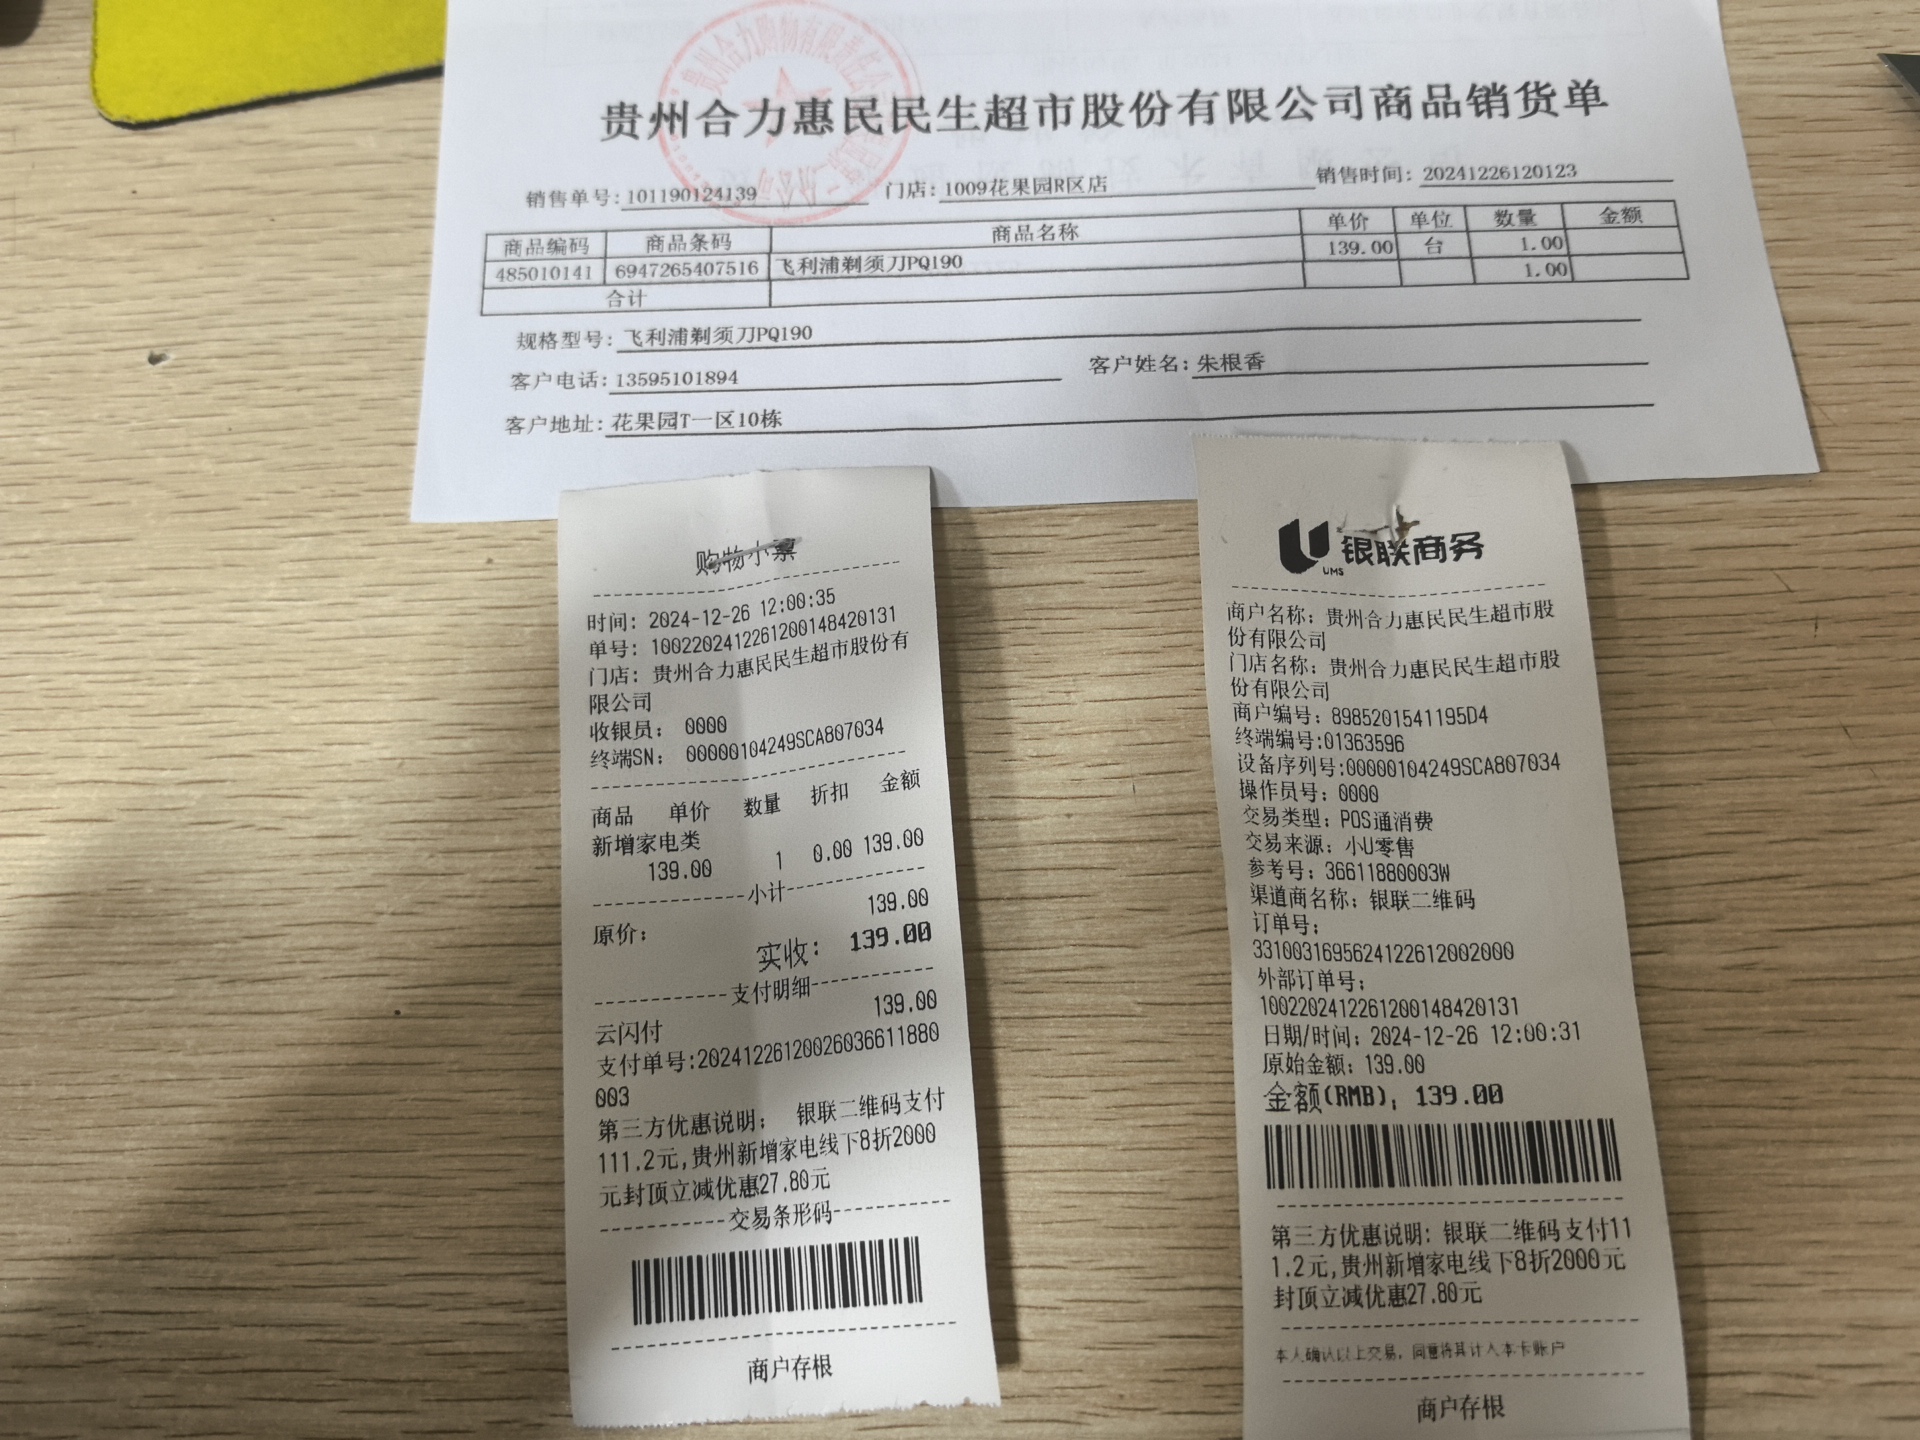 贵州合力惠民民生超市股份有限公司商品销货单
销售单号:101190124139 门店:1009花果园R区店 销售时间:20241226120123
商品编码 商品条码 商品名称 单价 单位 数量 金额
485010141 6947265407516 飞利浦剃须刀PQ190 139.00 台 1.00
合计 1.00
规格型号:飞利浦剃须刀PQ190
客户电话:13595101894 客户姓名:朱根香
客户地址:花果园T一区10栋
购物小票
时间: 2024-12-26 12:00:35
单号: 1002202412261200148420131
门店: 贵州合力惠民民生超市股份有
限公司
收银员: 0000
终端SN: 00000104249SCA807034
商品 单价 数量 折扣 金额
新增家电类
139.00 1 0.00 139.00
小计
原价: 139.00
实收: 139.00
支付明细
云闪付 139.00
支付单号:20241226120026036611880
003
第三方优惠说明: 银联二维码支付
111.2元,贵州新增家电线下8折2000
元封顶立减优惠27.80元
交易条形码
商户存根
UMS 银联商务
商户名称: 贵州合力惠民民生超市股
份有限公司
门店名称: 贵州合力惠民民生超市股
份有限公司
商户编号: 8985201541195D4
终端编号:01363596
设备序列号:00000104249SCA807034
操作员号: 0000
交易类型: POS通消费
交易来源: 小U零售
参考号: 36611880003W
渠道商名称: 银联二维码
订单号:
3310031695624122612002000
外部订单号:
1002202412261200148420131
日期/时间: 2024-12-26 12:00:31
原始金额: 139.00
金额(RMB): 139.00
第三方优惠说明: 银联二维码支付11
1.2元,贵州新增家电线下8折2000元
封顶立减优惠27.80元
本人确认以上交易, 同意将其计入本卡账户
商户存根